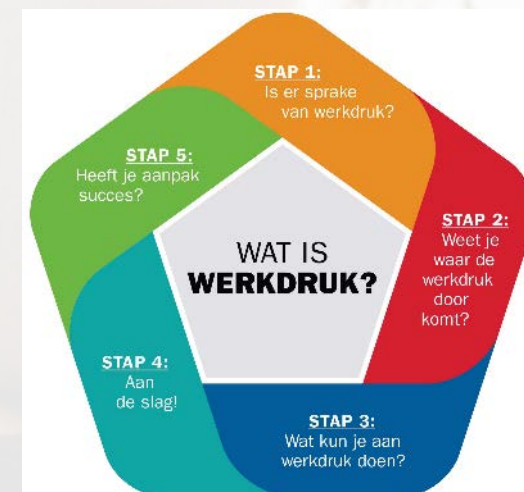 STAP 1:
Is er sprake
van werkdruk?
STAP 2:
Weet je
waar de
werkdruk
door
komt?
STAP 3:
Wat kun je aan
werkdruk doen?
STAP 4:
Aan
de slag!
STAP 5:
Heeft je aanpak
succes?
WAT IS
WERKDRUK?